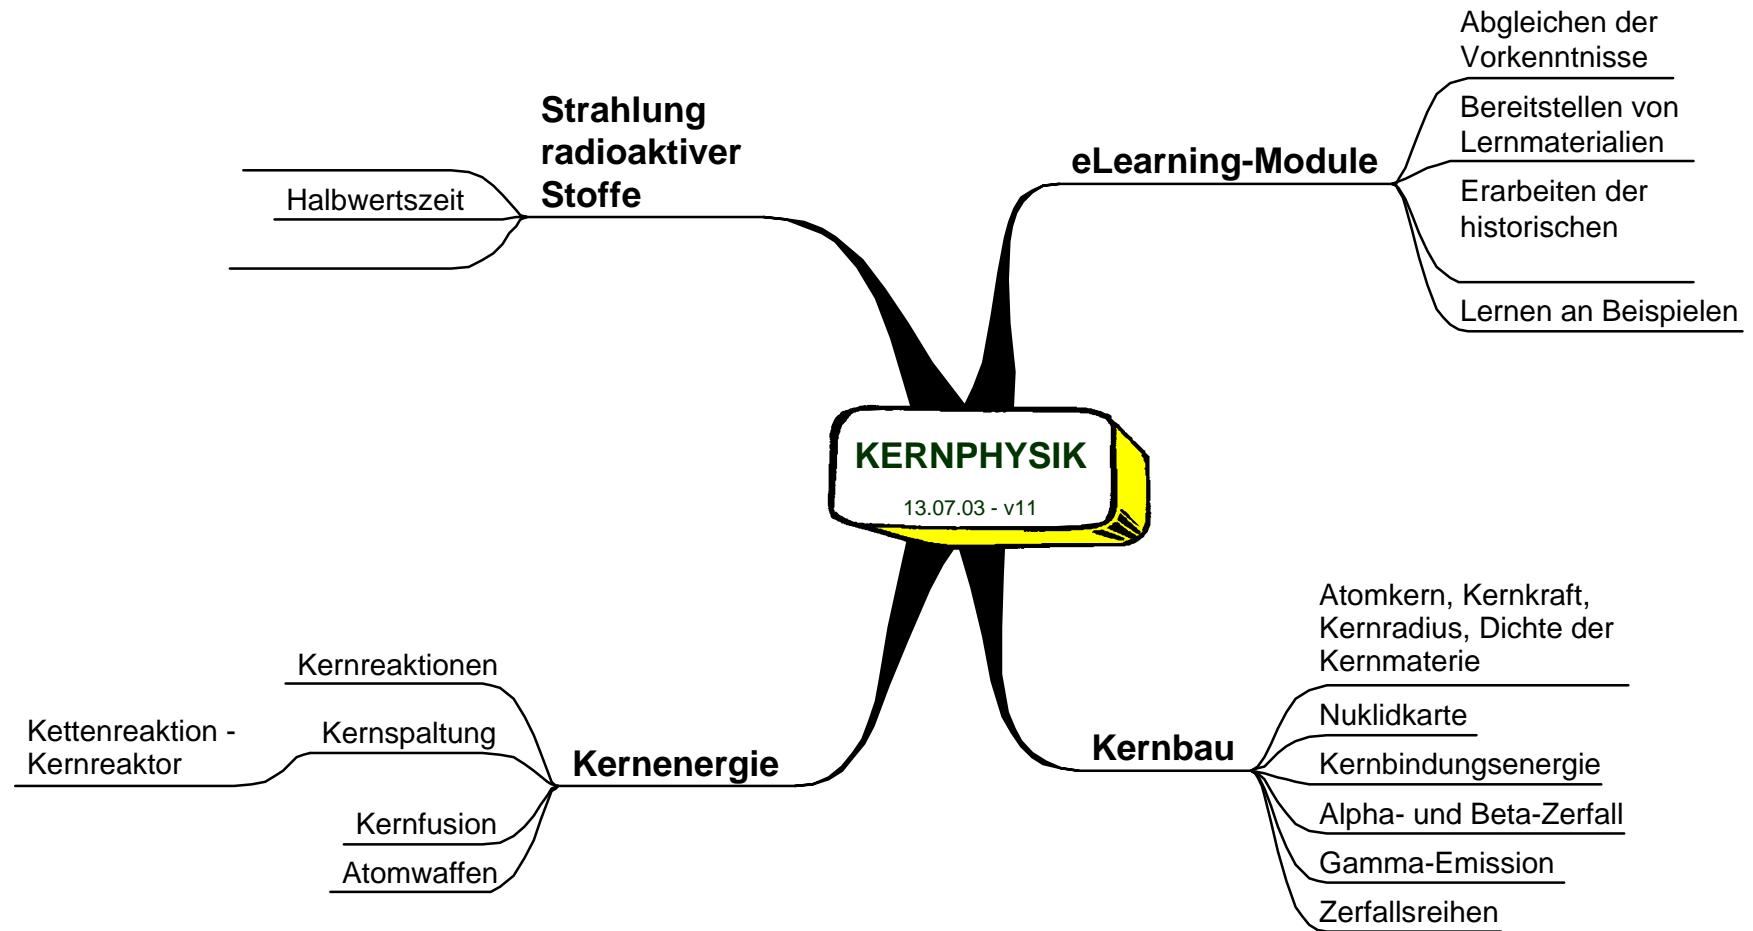 Strahlung
radioaktiver
Stoffe
Halbwertszeit
eLearning-Module
Abgleichen der
Vorkenntnisse
Bereitstellen von
Lernmaterialien
Erarbeiten der
historischen
Lernen an Beispielen
KERNPHYSIK
13.07.03 - v11
Kernenergie
Kernreaktionen
Kernspaltung
Kettenreaktion -
Kernreaktor
Kernfusion
Atomwaffen
Kernbau
Atomkern, Kernkraft,
Kernradius, Dichte der
Kernmaterie
Nuklidkarte
Kernbindungsenergie
Alpha- und Beta-Zerfall
Gamma-Emission
Zerfallsreihen